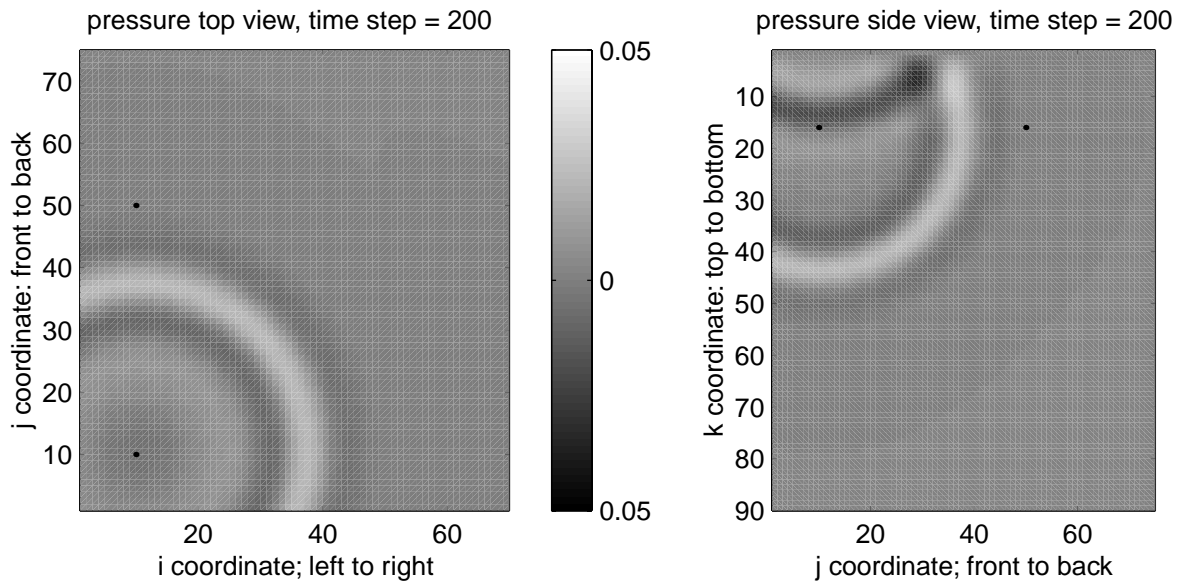 pressure top view, time step = 200
70
60
50
40
30
20
10
j coordinate: front to back
20 40 60
i coordinate; left to right
0.05
0
0.05
pressure side view, time step = 200
10
20
30
40
50
60
70
80
90
k coordinate: top to bottom
20 40 60
j coordinate; front to back